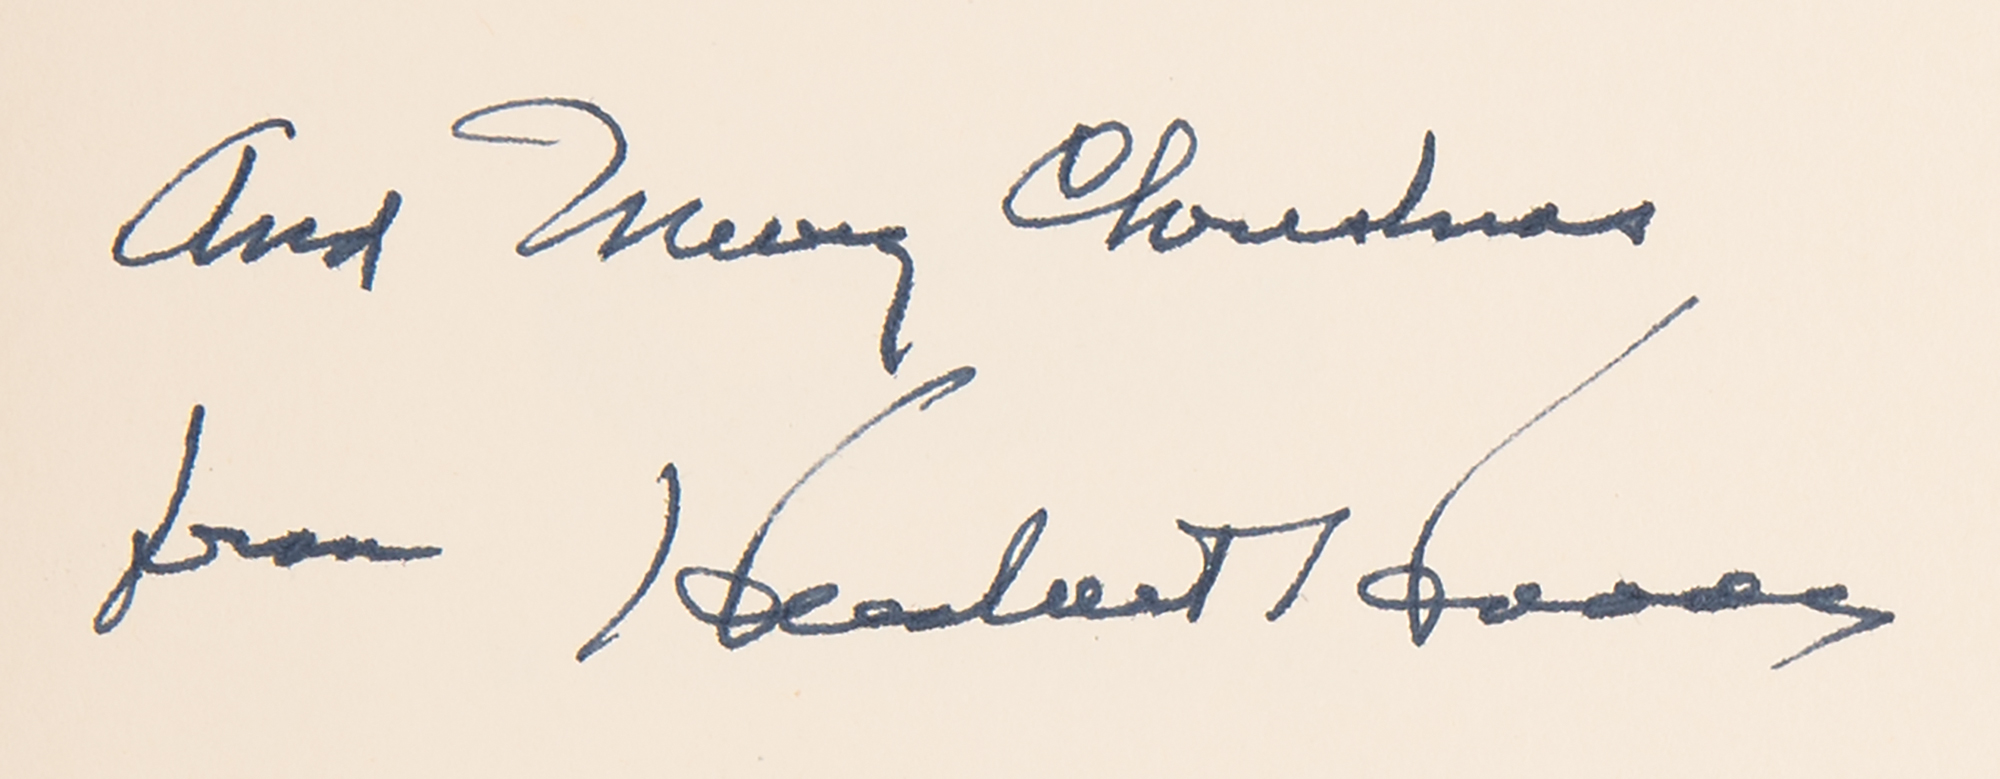 And Merry Christmas
from Herbert Hoover